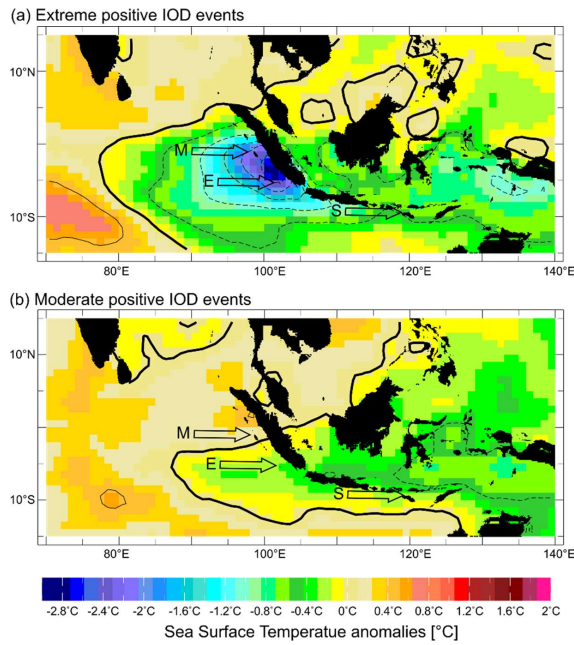 (a) Extreme positive IOD events
10˚N
M
E
S
10˚S
80˚E 100˚E 120˚E 140˚E
(b) Moderate positive IOD events
10˚N
M
E
S
10˚S
80˚E 100˚E 120˚E 140˚E
-2.8˚C -2.4˚C -2˚C -1.6˚C -1.2˚C -0.8˚C -0.4˚C 0˚C 0.4˚C 0.8˚C 1.2˚C 1.6˚C 2˚C
Sea Surface Temperatue anomalies [°C]